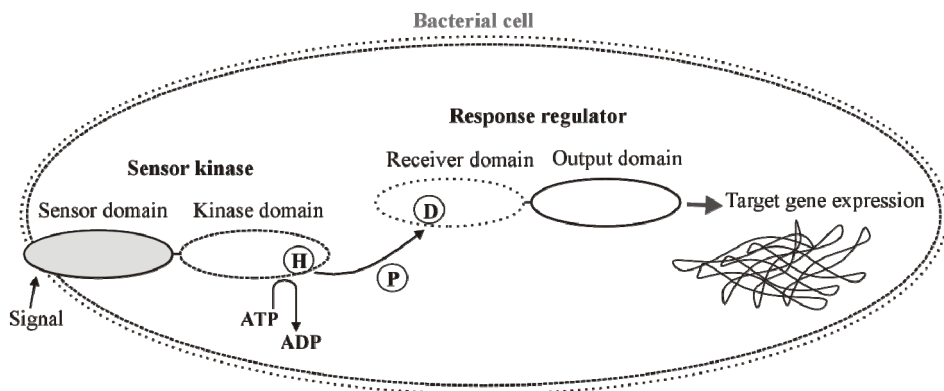 Bacterial cell
Response regulator
Sensor kinase
Receiver domain
Output domain
Sensor domain
Kinase domain
Target gene expression
D
H
P
Signal
ATP
ADP